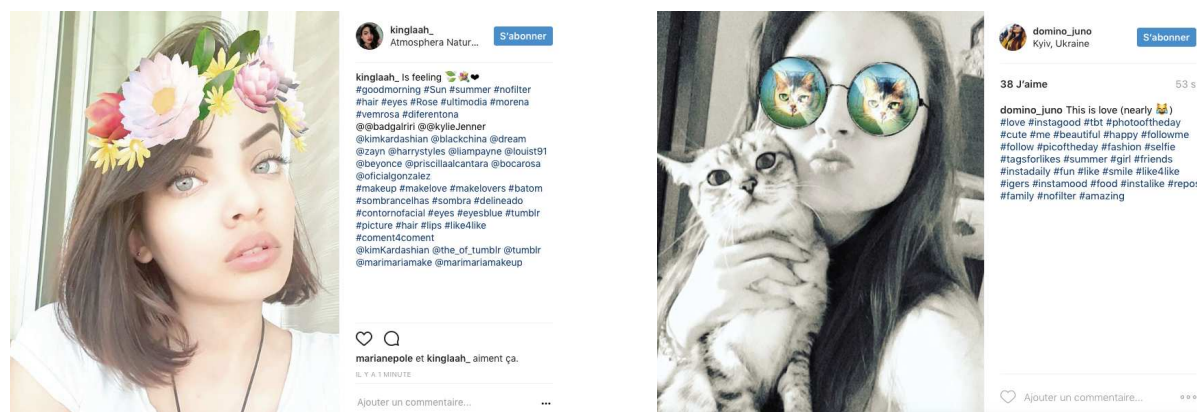 kinglaah_
Atmosphera Natur...
S'abonner
kinglaah_ Is feeling 🍃💐❤
#goodmorning #Sun #summer #nofilter
#hair #eyes #Rose #ultimodia #morena
#vemrosa #diferentona
@@badgalriri @@kylieJenner
@kimkardashian @blackchina @dream
@zayn @harrystyles @liampayne @louist91
@beyonce @priscillaalcantara @bocarosa
@oficialgonzalez
#makeup #makelove #makelovers #batom
#sombrancelhas #sombra #delineado
#contornofacial #eyes #eyesblue #tumblr
#picture #hair #lips #like4like
#coment4coment
@kimKardashian @the_of_tumblr @tumblr
@marimariamake @marimariamakeup
marianepole et kinglaah_ aiment ça.
IL Y A 1 MINUTE
Ajouter un commentaire...
domino_juno
Kyiv, Ukraine
S'abonner
38 J'aime
53 s
domino_juno This is love (nearly 😹)
#love #instagood #tbt #photooftheday
#cute #me #beautiful #happy #followme
#follow #picoftheday #fashion #selfie
#tagsforlikes #summer #girl #friends
#instadaily #fun #like #smile #like4like
#igers #instamood #food #instalike #repos
#family #nofilter #amazing
Ajouter un commentaire...